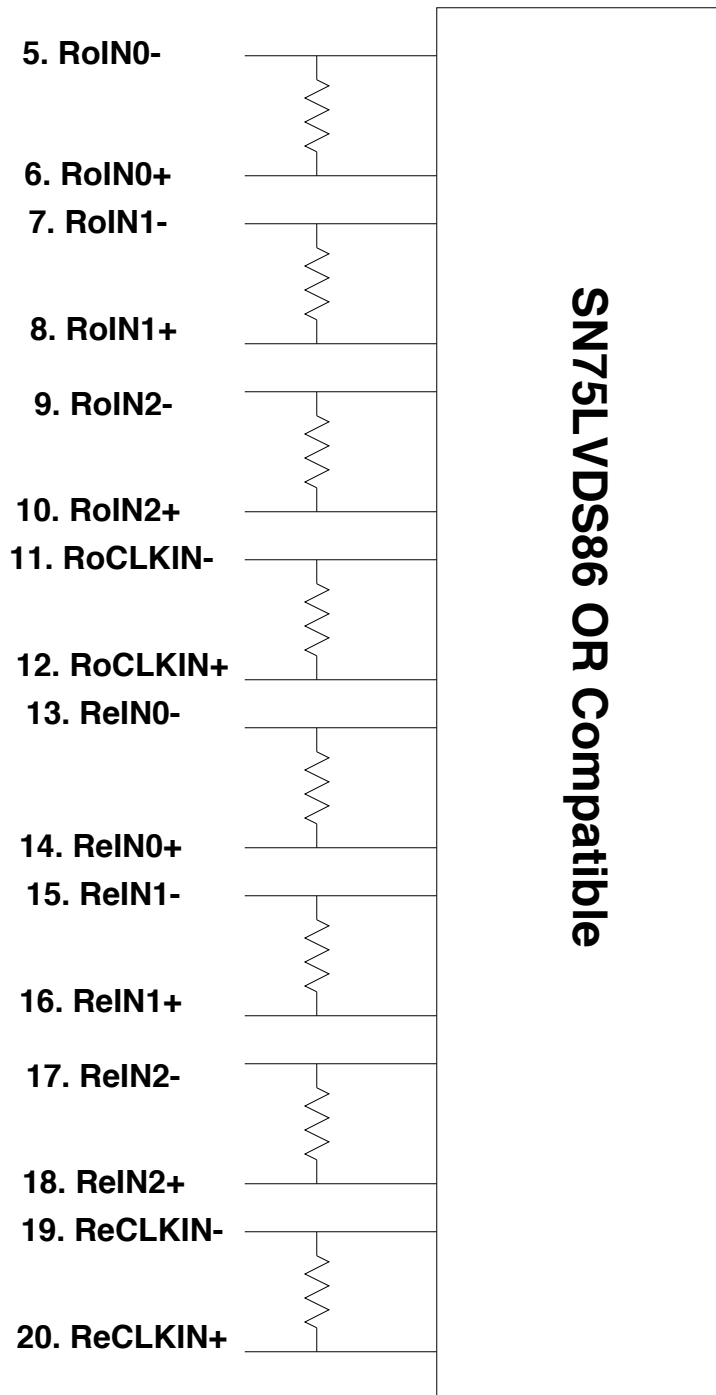 5. RoIN0-
6. RoIN0+
7. RoIN1-
8. RoIN1+
9. RoIN2-
10. RoIN2+
11. RoCLKIN-
12. RoCLKIN+
13. ReIN0-
14. ReIN0+
15. ReIN1-
16. ReIN1+
17. ReIN2-
18. ReIN2+
19. ReCLKIN-
20. ReCLKIN+
SN75LVDS86 OR Compatible